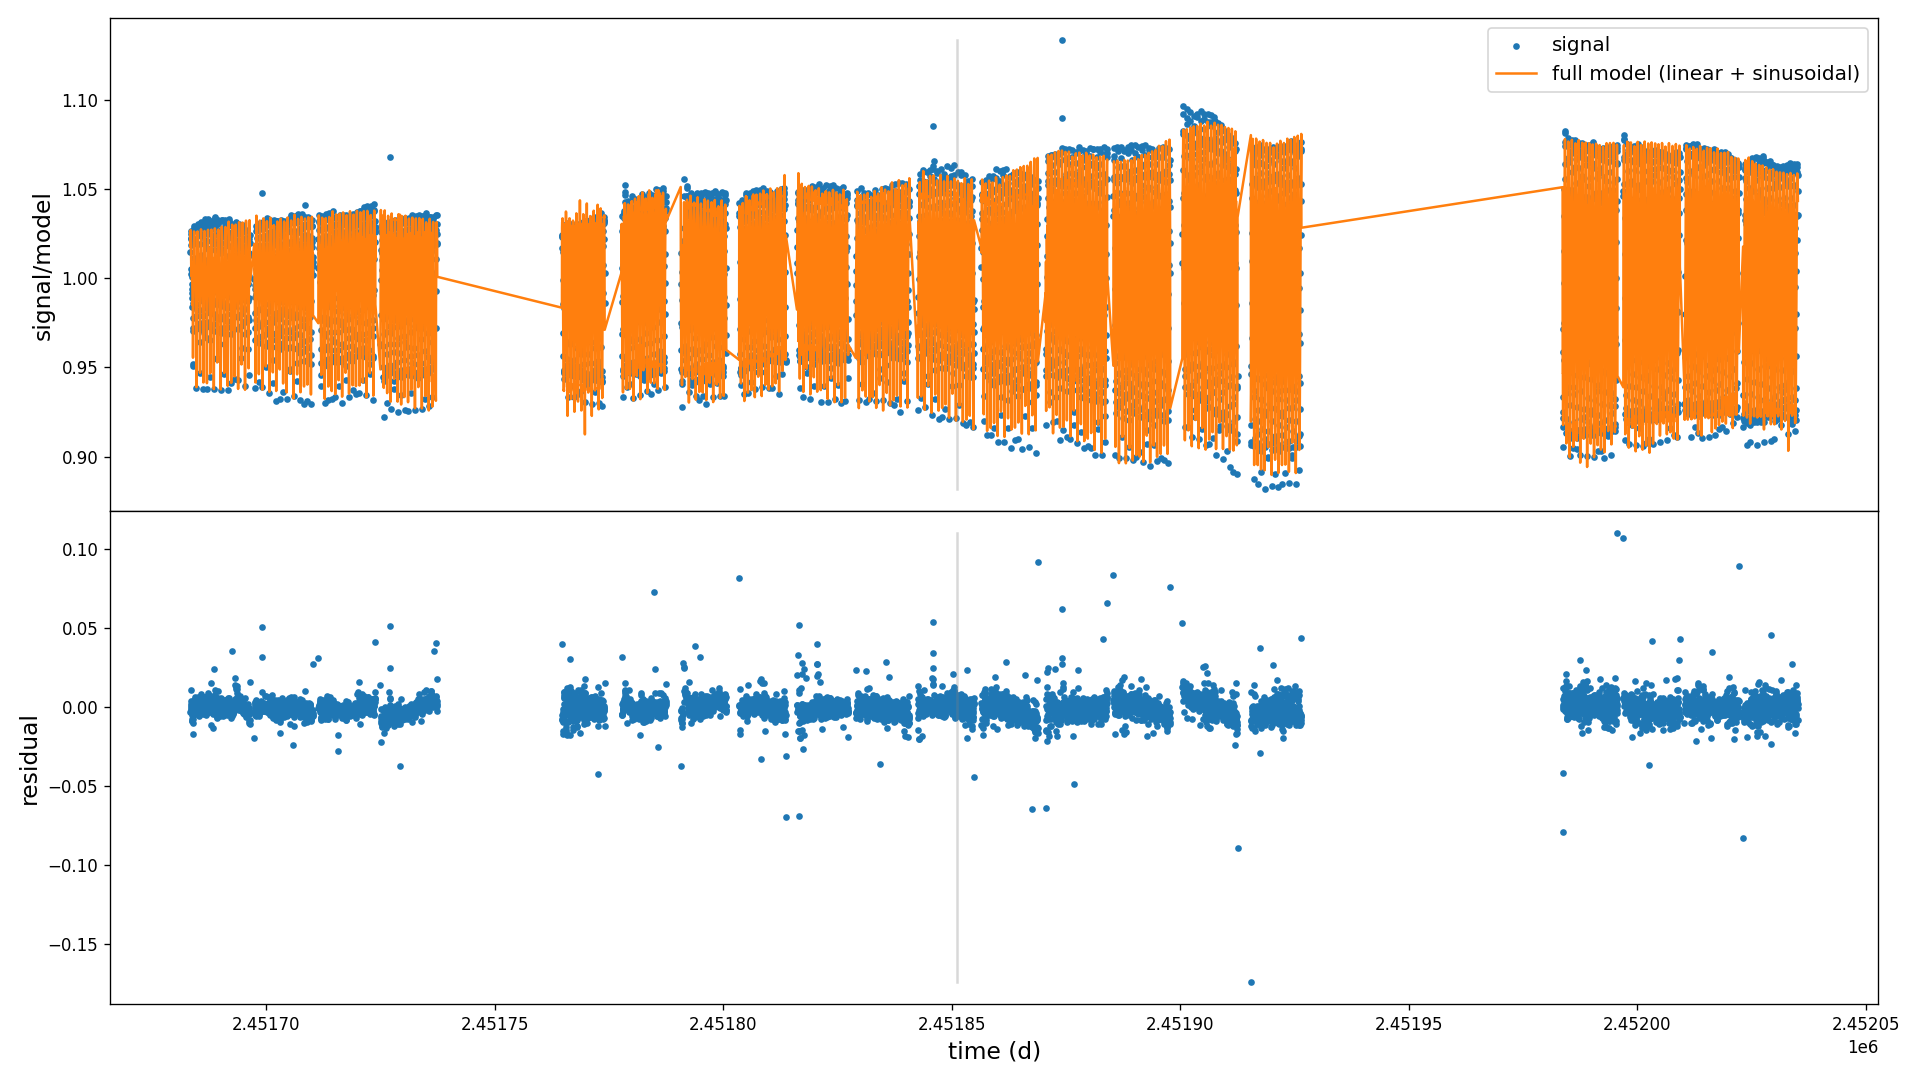 signal
full model (linear + sinusoidal)
signal/model
1.10
1.05
1.00
0.95
0.90
residual
0.10
0.05
0.00
−0.05
−0.10
−0.15
2.45170 2.45175 2.45180 2.45185 2.45190 2.45195 2.45200 2.45205
1e6
time (d)